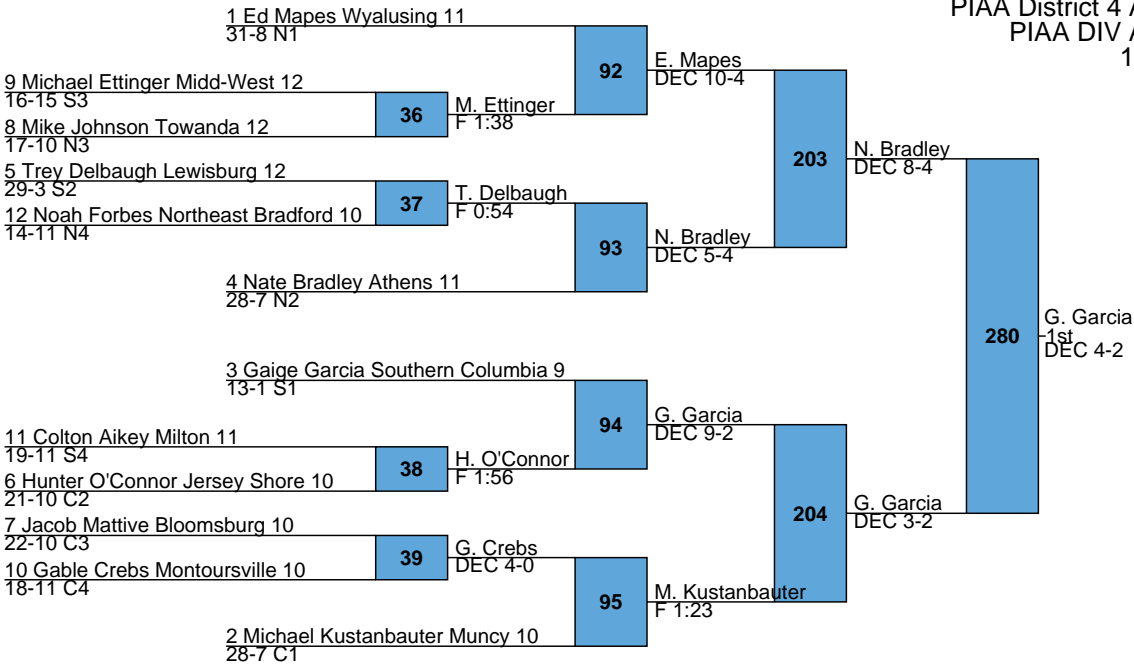 PIAA District 4 A
PIAA DIV A
1
1 Ed Mapes Wyalusing 11
31-8 N1
92
E. Mapes
DEC 10-4
9 Michael Ettinger Midd-West 12
16-15 S3
36
M. Ettinger
F 1:38
8 Mike Johnson Towanda 12
17-10 N3
203
N. Bradley
DEC 8-4
5 Trey Delbaugh Lewisburg 12
29-3 S2
37
T. Delbaugh
F 0:54
12 Noah Forbes Northeast Bradford 10
14-11 N4
93
N. Bradley
DEC 5-4
4 Nate Bradley Athens 11
28-7 N2
280
G. Garcia
1st
DEC 4-2
3 Gaige Garcia Southern Columbia 9
13-1 S1
94
G. Garcia
DEC 9-2
11 Colton Aikey Milton 11
19-11 S4
38
H. O'Connor
F 1:56
6 Hunter O'Connor Jersey Shore 10
21-10 C2
204
G. Garcia
DEC 3-2
7 Jacob Mattive Bloomsburg 10
22-10 C3
39
G. Crebs
DEC 4-0
10 Gable Crebs Montoursville 10
18-11 C4
95
M. Kustanbauter
F 1:23
2 Michael Kustanbauter Muncy 10
28-7 C1